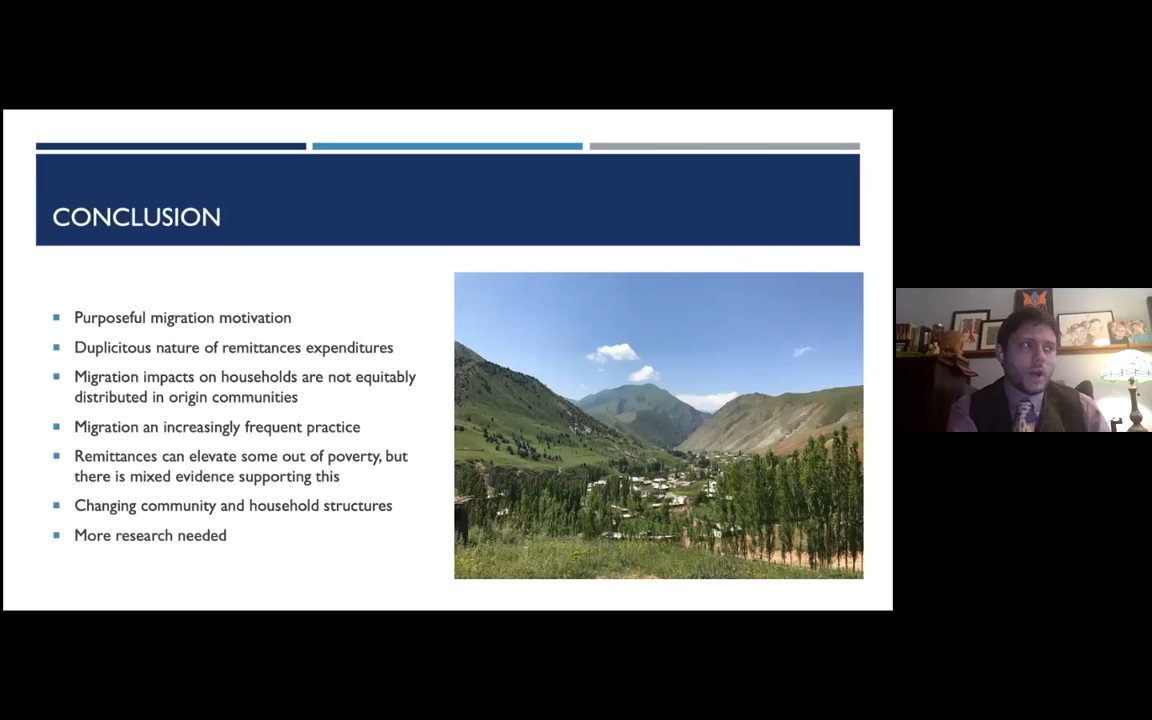 CONCLUSION
Purposeful migration motivation
Duplicitous nature of remittances expenditures
Migration impacts on households are not equitably
distributed in origin communities
Migration an increasingly frequent practice
Remittances can elevate some out of poverty, but
there is mixed evidence supporting this
Changing community and household structures
More research needed